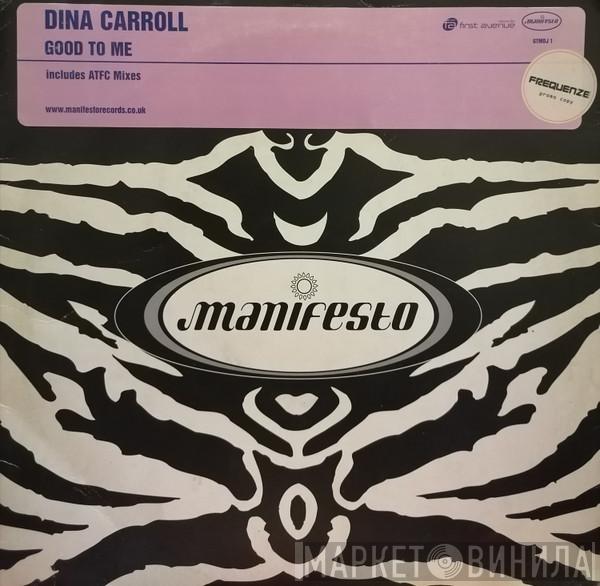 DINA CARROLL
GOOD TO ME
includes ATFC Mixes
www.manifestorecords.co.uk
first avenue
manifesto
GTMDJ 1
FREQUENZE
promo copy
manifesto
МАРКЕТ ВИНИЛА